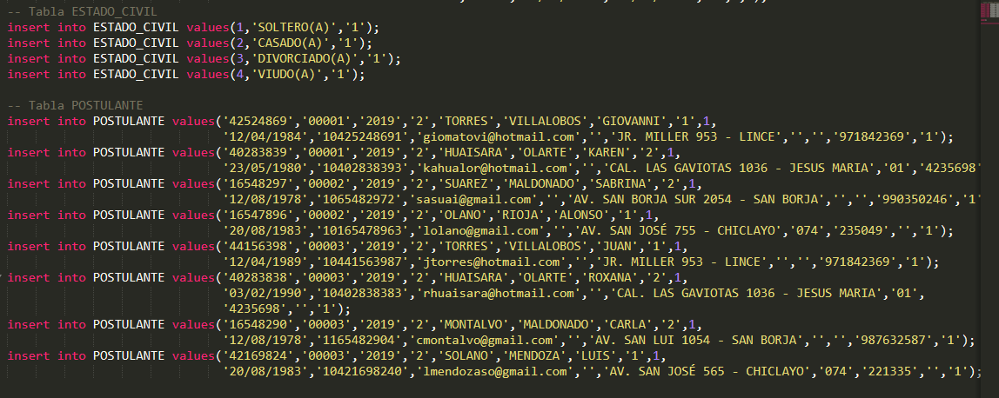 -- Tabla ESTADO_CIVIL
insert into ESTADO_CIVIL values(1,'SOLTERO(A)','1');
insert into ESTADO_CIVIL values(2,'CASADO(A)','1');
insert into ESTADO_CIVIL values(3,'DIVORCIADO(A)','1');
insert into ESTADO_CIVIL values(4,'VIUDO(A)','1');
-- Tabla POSTULANTE
insert into POSTULANTE values('42524869','00001','2019','2','TORRES','VILLALOBOS','GIOVANNI','1',1,
'12/04/1984','10425248691','giomatovi@hotmail.com','','JR. MILLER 953 - LINCE','','','971842369','1');
insert into POSTULANTE values('40283839','00001','2019','2','HUAISARA','OLARTE','KAREN','2',1,
'23/05/1980','10402838393','kahualor@hotmail.com','','CAL. LAS GAVIOTAS 1036 - JESUS MARIA','01','4235698'
insert into POSTULANTE values('16548297','00002','2019','2','SUAREZ','MALDONADO','SABRINA','2',1,
'12/08/1978','1065482972','sasuai@gmail.com','','AV. SAN BORJA SUR 2054 - SAN BORJA','','','990350246','1'
insert into POSTULANTE values('16547896','00002','2019','2','OLANO','RIOJA','ALONSO','1',1,
'20/08/1983','10165478963','lolano@gmail.com','','AV. SAN JOSÉ 755 - CHICLAYO','074','235049','','1');
insert into POSTULANTE values('44156398','00003','2019','2','TORRES','VILLALOBOS','JUAN','1',1,
'12/04/1989','10441563987','jtorres@hotmail.com','','JR. MILLER 953 - LINCE','','','971842369','1');
insert into POSTULANTE values('40283838','00003','2019','2','HUAISARA','OLARTE','ROXANA','2',1,
'03/02/1990','10402838383','rhuaisara@hotmail.com','','CAL. LAS GAVIOTAS 1036 - JESUS MARIA','01',
'4235698','','1');
insert into POSTULANTE values('16548290','00003','2019','2','MONTALVO','MALDONADO','CARLA','2',1,
'12/08/1978','1165482904','cmontalvo@gmail.com','','AV. SAN LUI 1054 - SAN BORJA','','','987632587','1');
insert into POSTULANTE values('42169824','00003','2019','2','SOLANO','MENDOZA','LUIS','1',1,
'20/08/1983','10421698240','lmendozaso@gmail.com','','AV. SAN JOSÉ 565 - CHICLAYO','074','221335','','1');